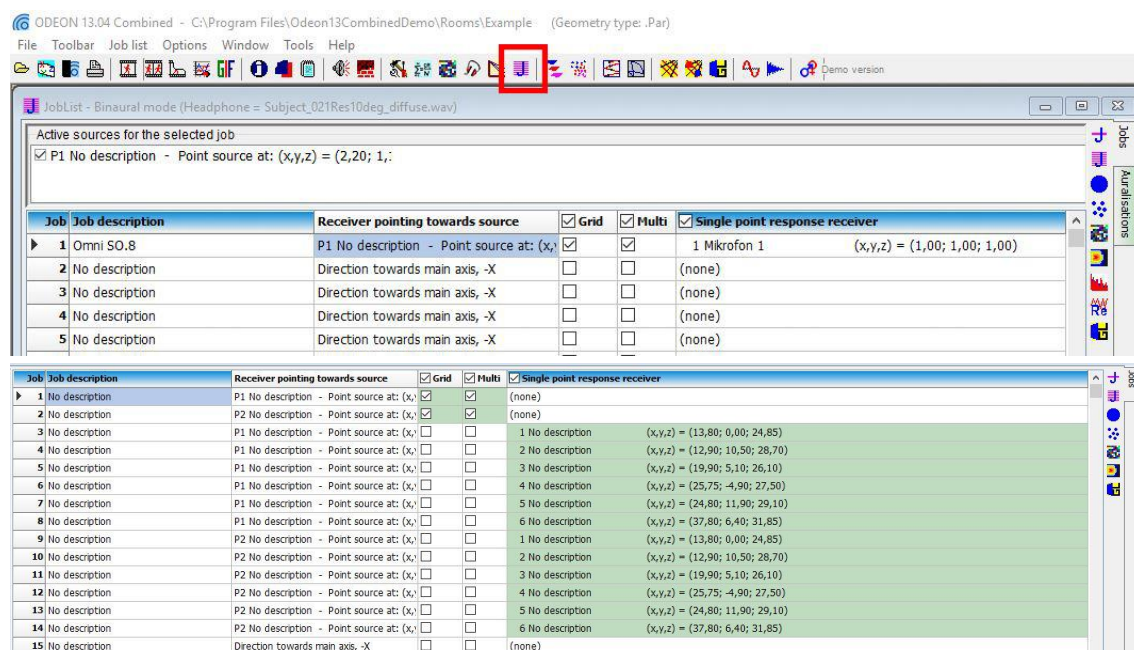 ODEON 13.04 Combined - C:\Program Files\Odeon13CombinedDemo\Rooms\Example (Geometry type: .Par)
File Toolbar Job list Options Window Tools Help
Demo version
JobList - Binaural mode (Headphone = Subject_021Res10deg_diffuse.wav)
Active sources for the selected job
P1 No description - Point source at: (x,y,z) = (2,20; 1,
Jobs
Auralisations
Job Job description Receiver pointing towards source Grid Multi Single point response receiver
1 Omni SO.8 P1 No description - Point source at: (x, 1 Mikrofon 1 (x,y,z) = (1,00; 1,00; 1,00)
2 No description Direction towards main axis, -X (none)
3 No description Direction towards main axis, -X (none)
4 No description Direction towards main axis, -X (none)
5 No description Direction towards main axis, -X (none)
Job Job description Receiver pointing towards source Grid Multi Single point response receiver
1 No description P1 No description - Point source at: (x, (none)
2 No description P2 No description - Point source at: (x, (none)
3 No description P1 No description - Point source at: (x, 1 No description (x,y,z) = (13,80; 0,00; 24,85)
4 No description P1 No description - Point source at: (x, 2 No description (x,y,z) = (12,90; 10,50; 28,70)
5 No description P1 No description - Point source at: (x, 3 No description (x,y,z) = (19,90; 5,10; 26,10)
6 No description P1 No description - Point source at: (x, 4 No description (x,y,z) = (25,75; -4,90; 27,50)
7 No description P1 No description - Point source at: (x, 5 No description (x,y,z) = (24,80; 11,90; 29,10)
8 No description P1 No description - Point source at: (x, 6 No description (x,y,z) = (37,80; 6,40; 31,85)
9 No description P2 No description - Point source at: (x, 1 No description (x,y,z) = (13,80; 0,00; 24,85)
10 No description P2 No description - Point source at: (x, 2 No description (x,y,z) = (12,90; 10,50; 28,70)
11 No description P2 No description - Point source at: (x, 3 No description (x,y,z) = (19,90; 5,10; 26,10)
12 No description P2 No description - Point source at: (x, 4 No description (x,y,z) = (25,75; -4,90; 27,50)
13 No description P2 No description - Point source at: (x, 5 No description (x,y,z) = (24,80; 11,90; 29,10)
14 No description P2 No description - Point source at: (x, 6 No description (x,y,z) = (37,80; 6,40; 31,85)
15 No description Direction towards main axis, -X (none)